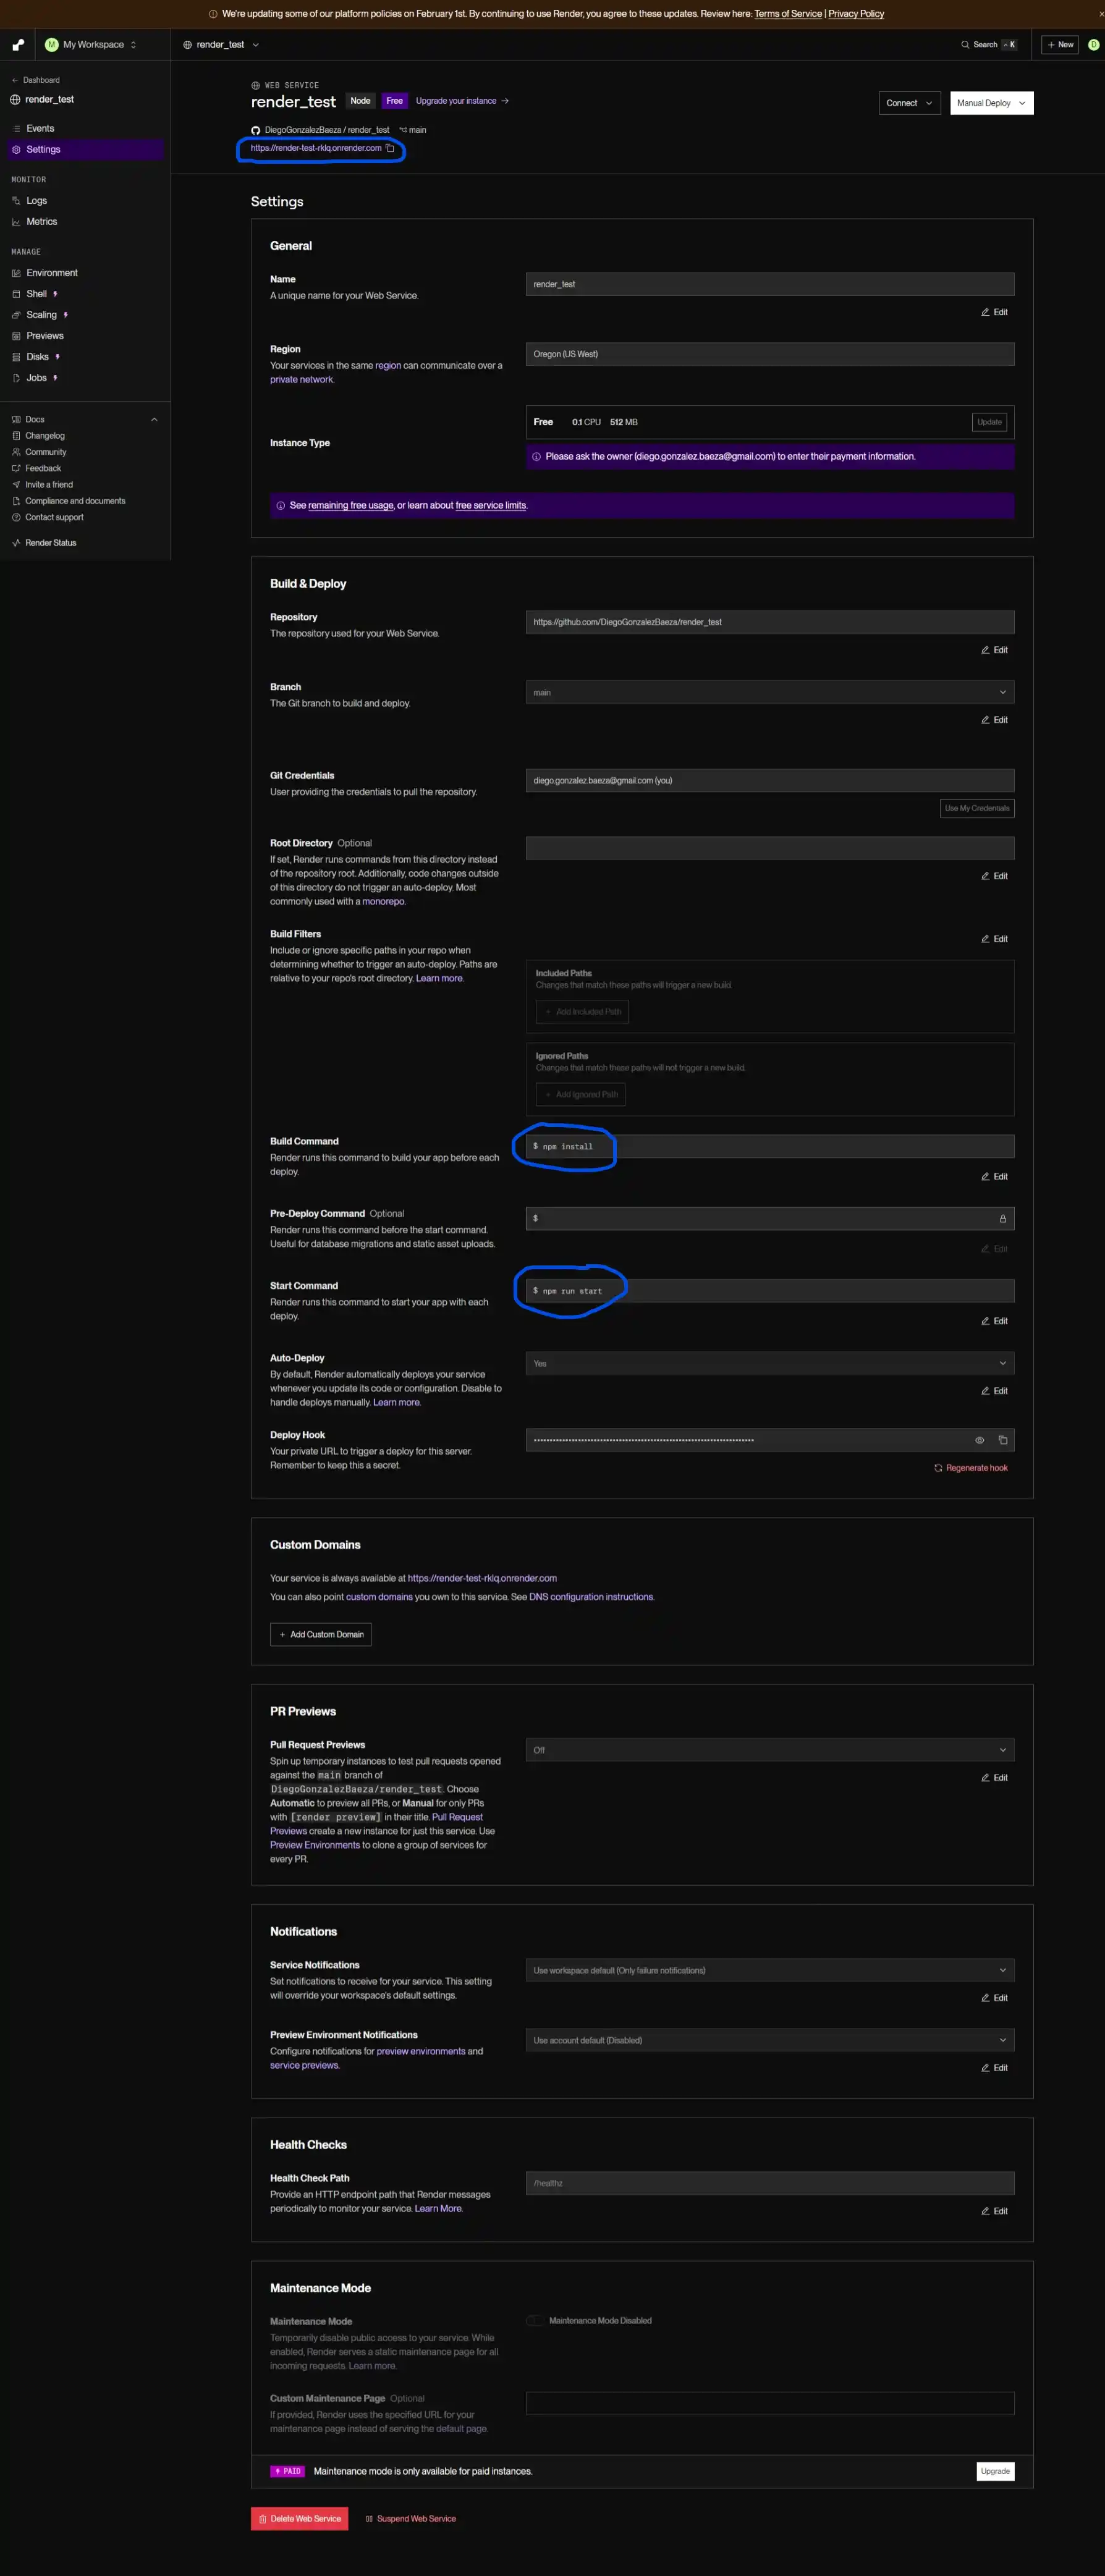 We're updating some of our platform policies on February 1st. By continuing to use Render, you agree to these updates. Review here: Terms of Service | Privacy Policy
M My Workspace
render_test
Search ^ K
+ New
D
Dashboard
render_test
Events
Settings
MONITOR
Logs
Metrics
MANAGE
Environment
Shell
Scaling
Previews
Disks
Jobs
Docs
Changelog
Community
Feedback
Invite a friend
Compliance and documents
Contact support
Render Status
WEB SERVICE
render_test Node Free Upgrade your instance →
Connect
Manual Deploy
DiegoGonzalezBaeza / render_test main
https://render-test-rklq.onrender.com
Settings
General
Name
A unique name for your Web Service.
render_test
Edit
Region
Your services in the same region can communicate over a
private network.
Oregon (US West)
Instance Type
Free 0.1 CPU 512 MB
Update
Please ask the owner (diego.gonzalez.baeza@gmail.com) to enter their payment information.
See remaining free usage, or learn about free service limits.
Build & Deploy
Repository
The repository used for your Web Service.
https://github.com/DiegoGonzalezBaeza/render_test
Edit
Branch
The Git branch to build and deploy.
main
Edit
Git Credentials
User providing the credentials to pull the repository.
diego.gonzalez.baeza@gmail.com (you)
Use My Credentials
Root Directory Optional
If set, Render runs commands from this directory instead
of the repository root. Additionally, code changes outside
of this directory do not trigger an auto-deploy. Most
commonly used with a monorepo.
Edit
Build Filters
Include or ignore specific paths in your repo when
determining whether to trigger an auto-deploy. Paths are
relative to your repo's root directory. Learn more.
Edit
Included Paths
Changes that match these paths will trigger a new build.
+ Add Included Path
Ignored Paths
Changes that match these paths will not trigger a new build.
+ Add Ignored Path
Build Command
Render runs this command to build your app before each
deploy.
$ npm install
Edit
Pre-Deploy Command Optional
Render runs this command before the start command.
Useful for database migrations and static asset uploads.
$
Edit
Start Command
Render runs this command to start your app with each
deploy.
$ npm run start
Edit
Auto-Deploy
By default, Render automatically deploys your service
whenever you update its code or configuration. Disable to
handle deploys manually. Learn more.
Yes
Edit
Deploy Hook
Your private URL to trigger a deploy for this server.
Remember to keep this a secret.
Regenerate hook
Custom Domains
Your service is always available at https://render-test-rklq.onrender.com
You can also point custom domains you own to this service. See DNS configuration instructions.
+ Add Custom Domain
PR Previews
Pull Request Previews
Spin up temporary instances to test pull requests opened
against the main branch of
DiegoGonzalezBaeza/render_test. Choose
Automatic to preview all PRs, or Manual for only PRs
with [render preview] in their title. Pull Request
Previews create a new instance for just this service. Use
Preview Environments to clone a group of services for
every PR.
Off
Edit
Notifications
Service Notifications
Set notifications to receive for your service. This setting
will override your workspace's default settings.
Use workspace default (Only failure notifications)
Edit
Preview Environment Notifications
Configure notifications for preview environments and
service previews.
Use account default (Disabled)
Edit
Health Checks
Health Check Path
Provide an HTTP endpoint path that Render messages
periodically to monitor your service. Learn More.
/healthz
Edit
Maintenance Mode
Maintenance Mode
Temporarily disable public access to your service. While
enabled, Render serves a static maintenance page for all
incoming requests. Learn more.
Maintenance Mode Disabled
Custom Maintenance Page Optional
If provided, Render uses the specified URL for your
maintenance page instead of serving the default page.
PAID Maintenance mode is only available for paid instances.
Upgrade
Delete Web Service
Suspend Web Service